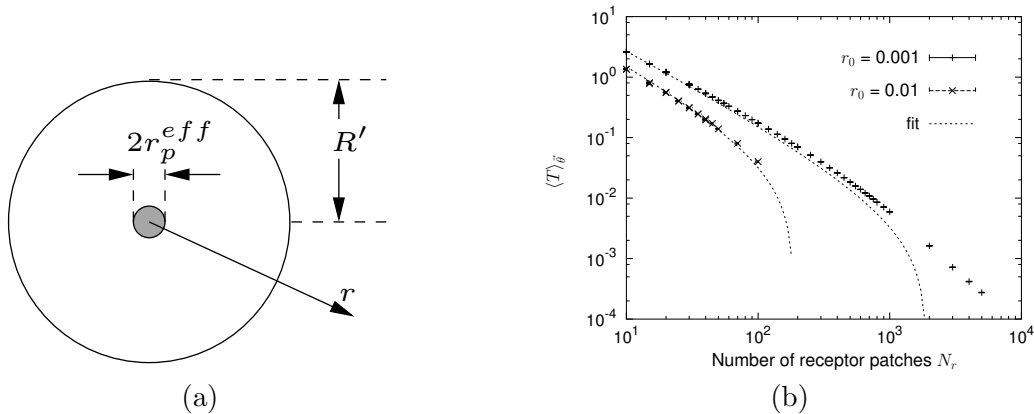 2r_p^{eff}
R'
r
(a)
10^1
10^0
10^{-1}
10^{-2}
10^{-3}
10^{-4}
⟨T⟩_{\vec{θ}}
r_0 = 0.001
r_0 = 0.01
fit
10^1 10^2 10^3 10^4
Number of receptor patches N_r
(b)